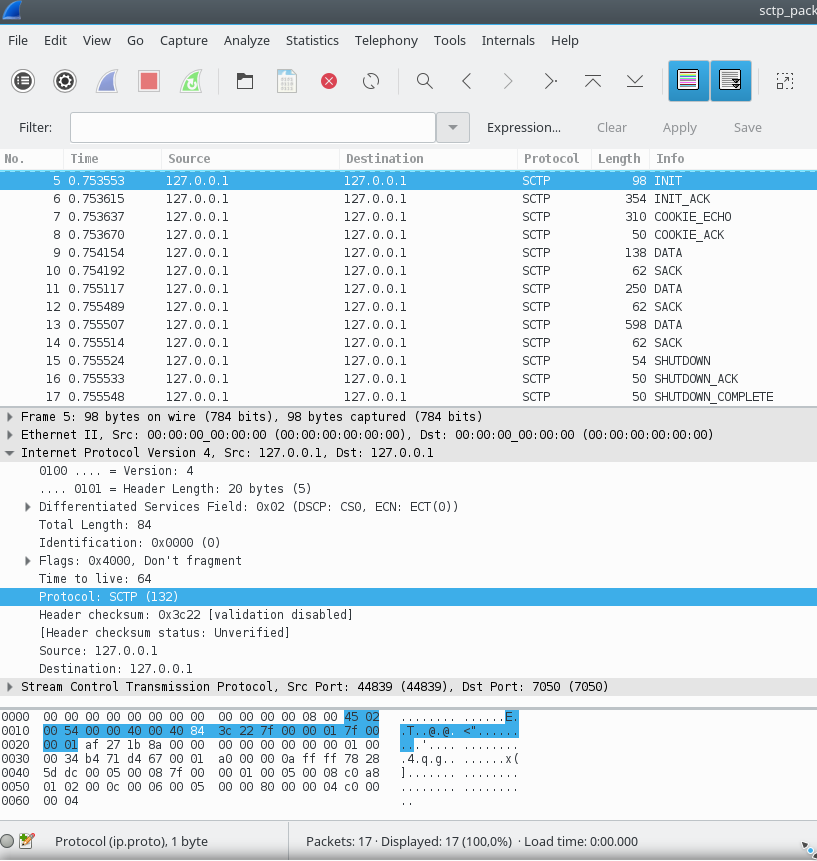 sctp_pack
File Edit View Go Capture Analyze Statistics Telephony Tools Internals Help
Filter: Expression... Clear Apply Save
No. Time Source Destination Protocol Length Info
5 0.753553 127.0.0.1 127.0.0.1 SCTP 98 INIT
6 0.753615 127.0.0.1 127.0.0.1 SCTP 354 INIT_ACK
7 0.753637 127.0.0.1 127.0.0.1 SCTP 310 COOKIE_ECHO
8 0.753670 127.0.0.1 127.0.0.1 SCTP 50 COOKIE_ACK
9 0.754154 127.0.0.1 127.0.0.1 SCTP 138 DATA
10 0.754192 127.0.0.1 127.0.0.1 SCTP 62 SACK
11 0.755117 127.0.0.1 127.0.0.1 SCTP 250 DATA
12 0.755489 127.0.0.1 127.0.0.1 SCTP 62 SACK
13 0.755507 127.0.0.1 127.0.0.1 SCTP 598 DATA
14 0.755514 127.0.0.1 127.0.0.1 SCTP 62 SACK
15 0.755524 127.0.0.1 127.0.0.1 SCTP 54 SHUTDOWN
16 0.755533 127.0.0.1 127.0.0.1 SCTP 50 SHUTDOWN_ACK
17 0.755548 127.0.0.1 127.0.0.1 SCTP 50 SHUTDOWN_COMPLETE
Frame 5: 98 bytes on wire (784 bits), 98 bytes captured (784 bits)
Ethernet II, Src: 00:00:00_00:00:00 (00:00:00:00:00:00), Dst: 00:00:00_00:00:00 (00:00:00:00:00:00)
Internet Protocol Version 4, Src: 127.0.0.1, Dst: 127.0.0.1
0100 .... = Version: 4
.... 0101 = Header Length: 20 bytes (5)
Differentiated Services Field: 0x02 (DSCP: CS0, ECN: ECT(0))
Total Length: 84
Identification: 0x0000 (0)
Flags: 0x4000, Don't fragment
Time to live: 64
Protocol: SCTP (132)
Header checksum: 0x3c22 [validation disabled]
[Header checksum status: Unverified]
Source: 127.0.0.1
Destination: 127.0.0.1
Stream Control Transmission Protocol, Src Port: 44839 (44839), Dst Port: 7050 (7050)
0000 00 00 00 00 00 00 00 00 00 00 00 00 08 00 45 02 ........ ......E.
0010 00 54 00 00 40 00 40 84 3c 22 7f 00 00 01 7f 00 .T..@.@. <"......
0020 00 01 af 27 1b 8a 00 00 00 00 00 00 00 00 01 00 ...'.... ........
0030 00 34 b4 71 d4 67 00 01 a0 00 00 0a ff ff 78 28 .4.q.g.. ......x(
0040 5d dc 00 05 00 08 7f 00 00 01 00 05 00 08 c0 a8 ]....... ........
0050 01 02 00 0c 00 06 00 05 00 00 80 00 00 04 c0 00 ........ ........
0060 00 04 ..
Protocol (ip.proto), 1 byte Packets: 17 · Displayed: 17 (100,0%) · Load time: 0:00.000